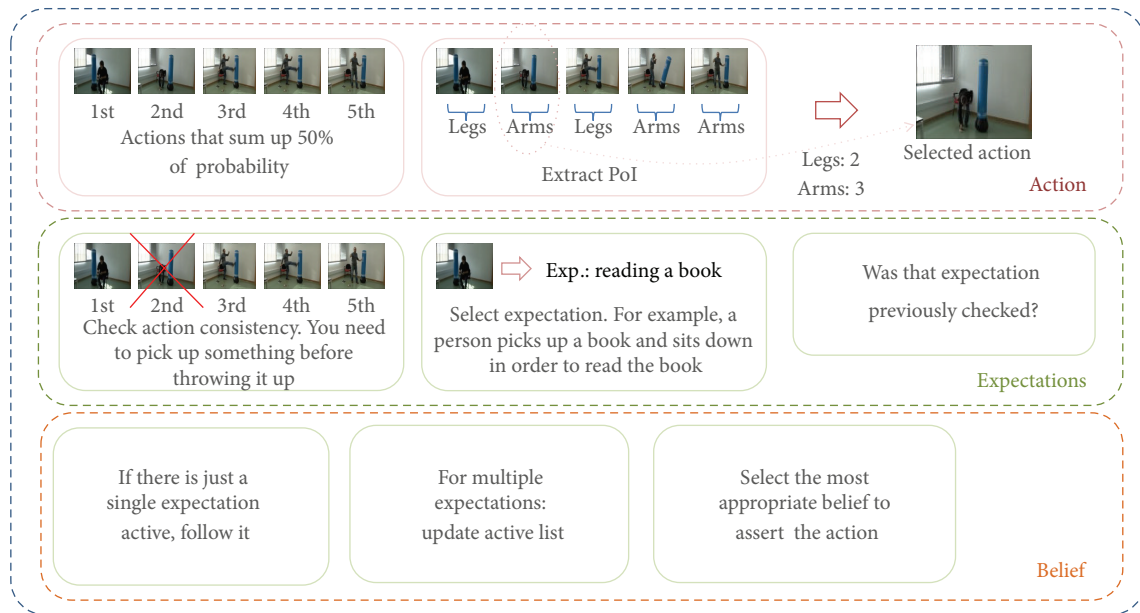 1st 2nd 3rd 4th 5th
Actions that sum up 50%
of probability
Legs Arms Legs Arms Arms
Extract PoI
Legs: 2
Arms: 3
Selected action
Action
1st 2nd 3rd 4th 5th
Check action consistency. You need
to pick up something before
throwing it up
Exp.: reading a book
Select expectation. For example, a
person picks up a book and sits down
in order to read the book
Was that expectation
previously checked?
Expectations
If there is just a
single expectation
active, follow it
For multiple
expectations:
update active list
Select the most
appropriate belief to
assert the action
Belief